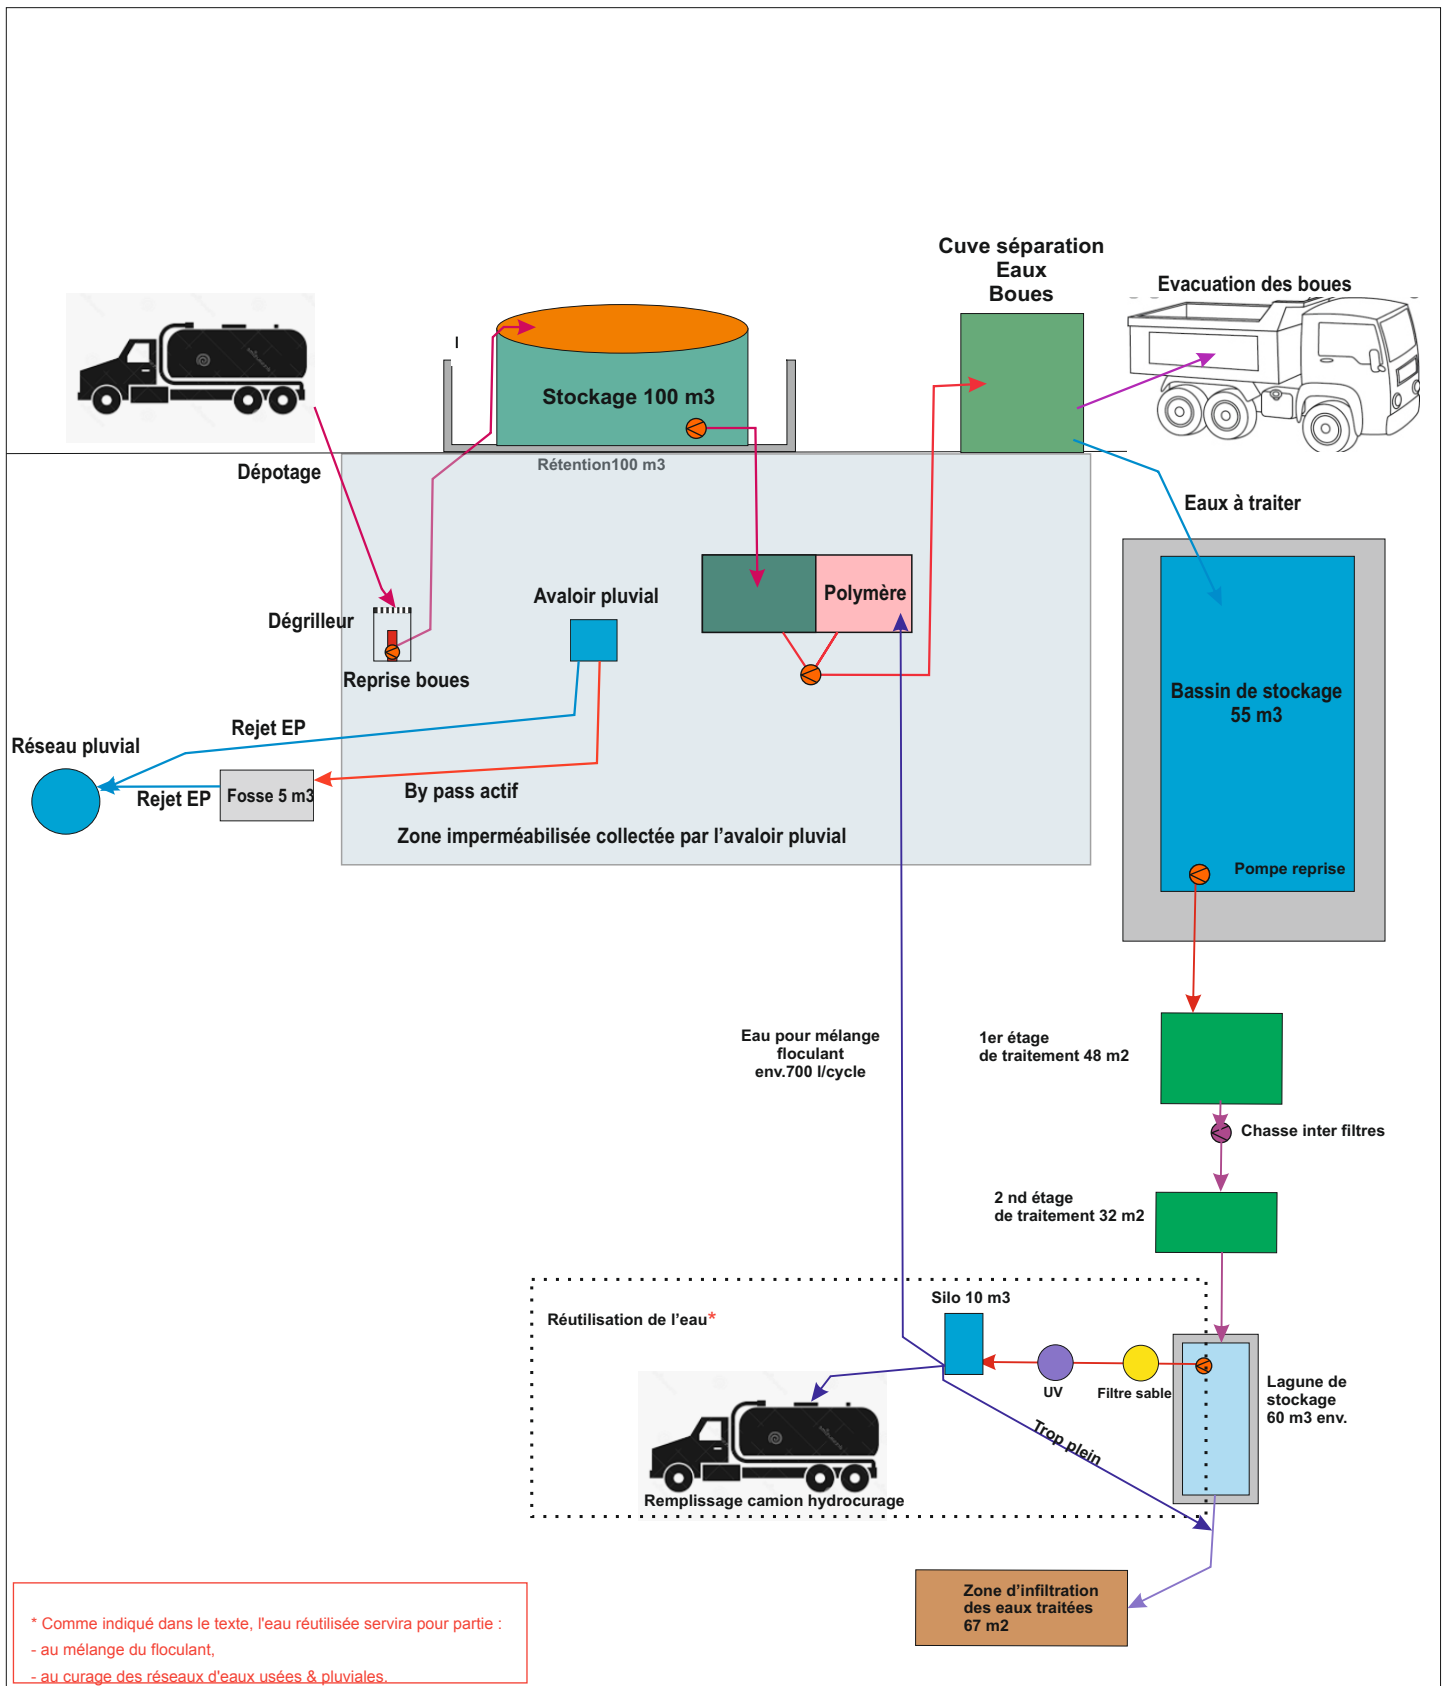 Cuve séparation
Eaux
Boues
Evacuation des boues
I
Stockage 100 m3
Rétention100 m3
Dépotage
Eaux à traiter
Dégrilleur
Avaloir pluvial
Polymère
Reprise boues
Bassin de stockage
55 m3
Rejet EP
Réseau pluvial
Rejet EP
Fosse 5 m3
By pass actif
Zone imperméabilisée collectée par l'avaloir pluvial
Pompe reprise
Eau pour mélange
floculant
env.700 l/cycle
1er étage
de traitement 48 m2
Chasse inter filtres
2 nd étage
de traitement 32 m2
Silo 10 m3
Réutilisation de l'eau*
UV
Filtre sable
Lagune de
stockage
60 m3 env.
Trop plein
Remplissage camion hydrocurage
Zone d'infiltration
des eaux traitées
67 m2
* Comme indiqué dans le texte, l'eau réutilisée servira pour partie :
- au mélange du floculant,
- au curage des réseaux d'eaux usées & pluviales.